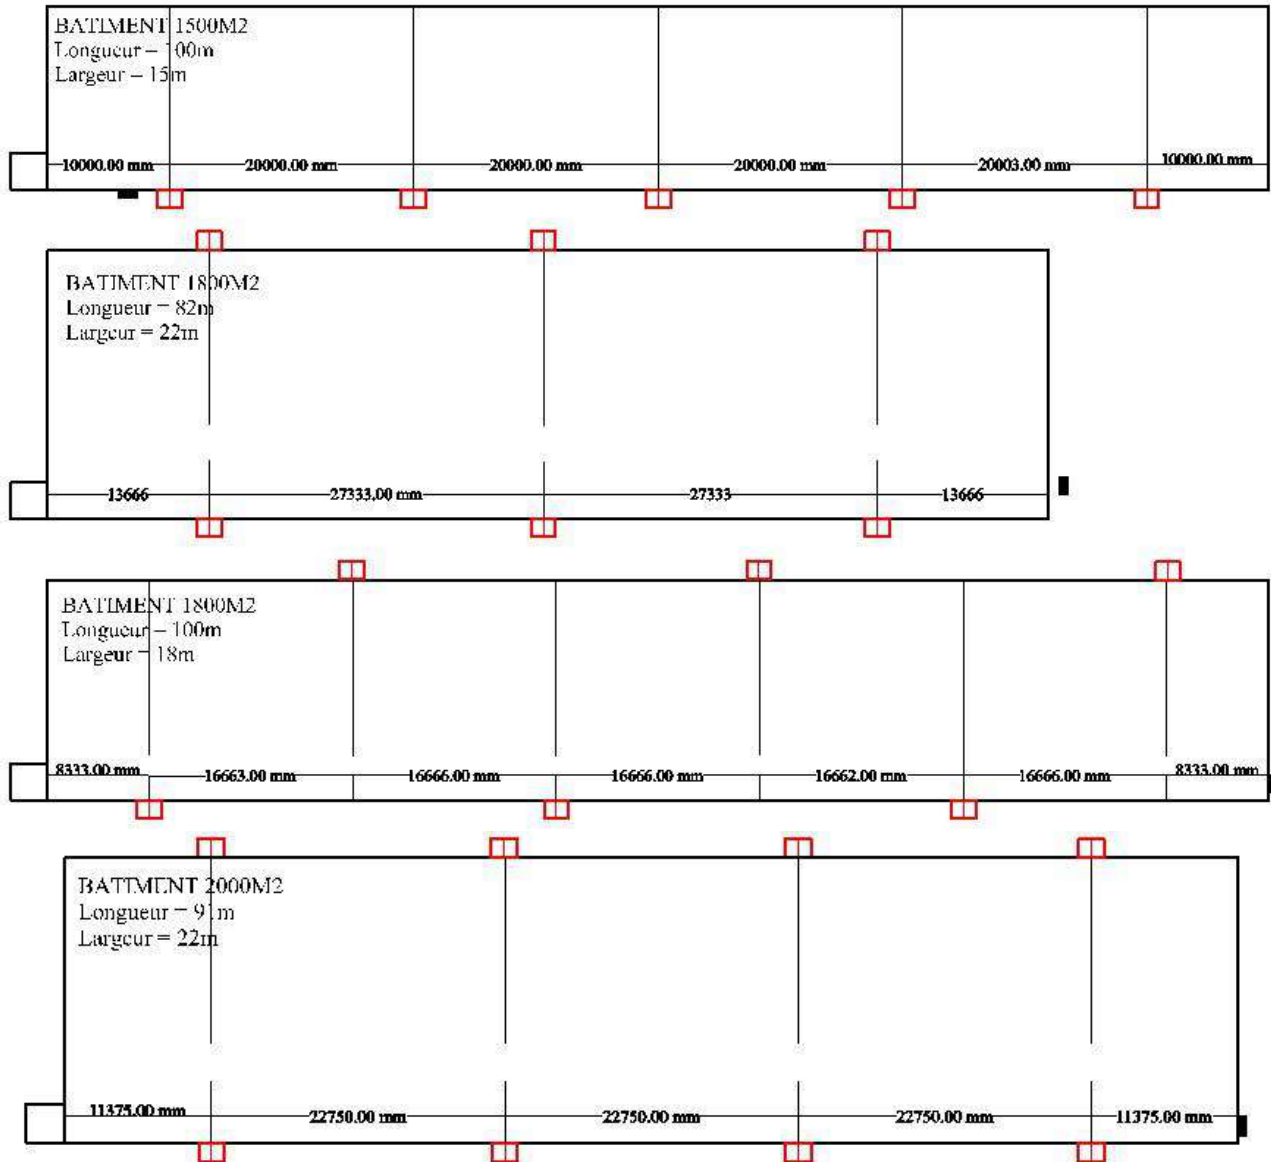 BATIMENT 1500M2
Longueur = 100m
Largeur = 15m
10000.00 mm 20000.00 mm 20000.00 mm 20000.00 mm 20003.00 mm 10000.00 mm
BATIMENT 1800M2
Longueur = 82m
Largeur = 22m
13666 27333.00 mm 27333 13666
BATIMENT 1800M2
Longueur = 100m
Largeur = 18m
8333.00 mm 16663.00 mm 16666.00 mm 16666.00 mm 16662.00 mm 16666.00 mm 8333.00 mm
BATIMENT 2000M2
Longueur = 91m
Largeur = 22m
11375.00 mm 22750.00 mm 22750.00 mm 22750.00 mm 11375.00 mm